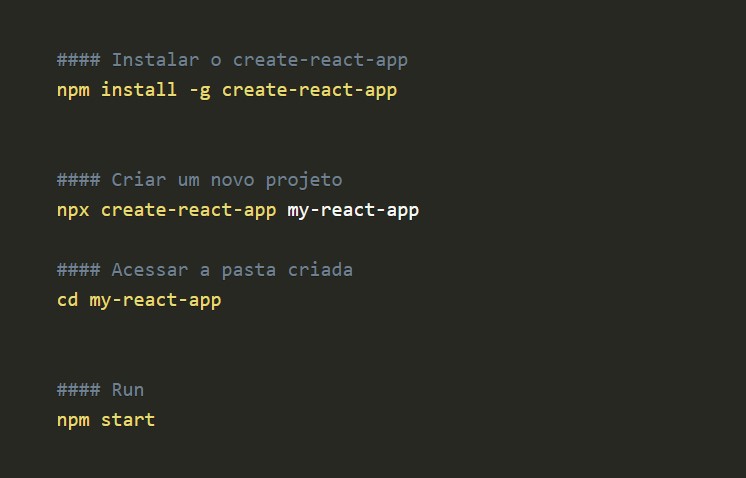 #### Instalar o create-react-app
npm install -g create-react-app
#### Criar um novo projeto
npx create-react-app my-react-app
#### Acessar a pasta criada
cd my-react-app
#### Run
npm start